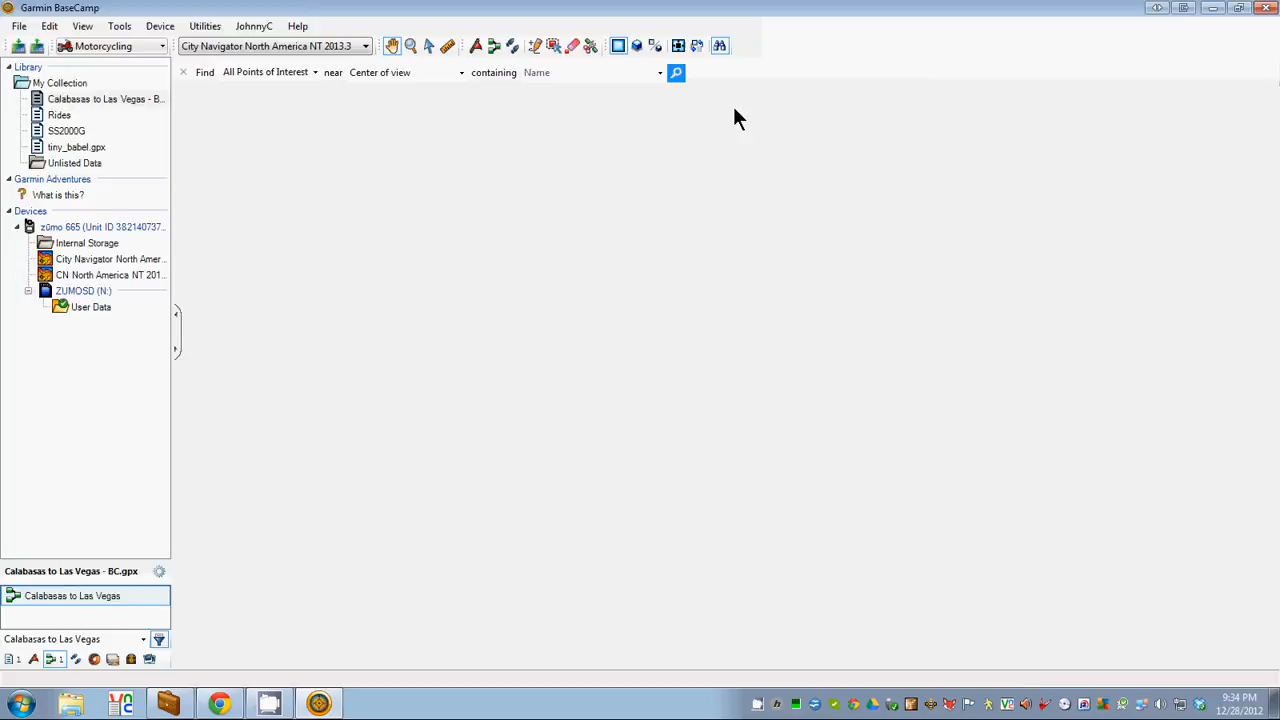 Garmin BaseCamp
File Edit View Tools Device Utilities JohnnyC Help
Motorcycling City Navigator North America NT 2013.3
Library
Find All Points of Interest near Center of view containing Name
My Collection
Calabasas to Las Vegas - B...
Rides
SS2000G
tiny_babel.gpx
Unlisted Data
Garmin Adventures
? What is this?
Devices
zūmo 665 (Unit ID 382140737...
Internal Storage
City Navigator North Amer...
CN North America NT 201...
ZUMOSD (N:)
User Data
Calabasas to Las Vegas - BC.gpx
Calabasas to Las Vegas
Calabasas to Las Vegas
1 1
9:34 PM
12/28/2012